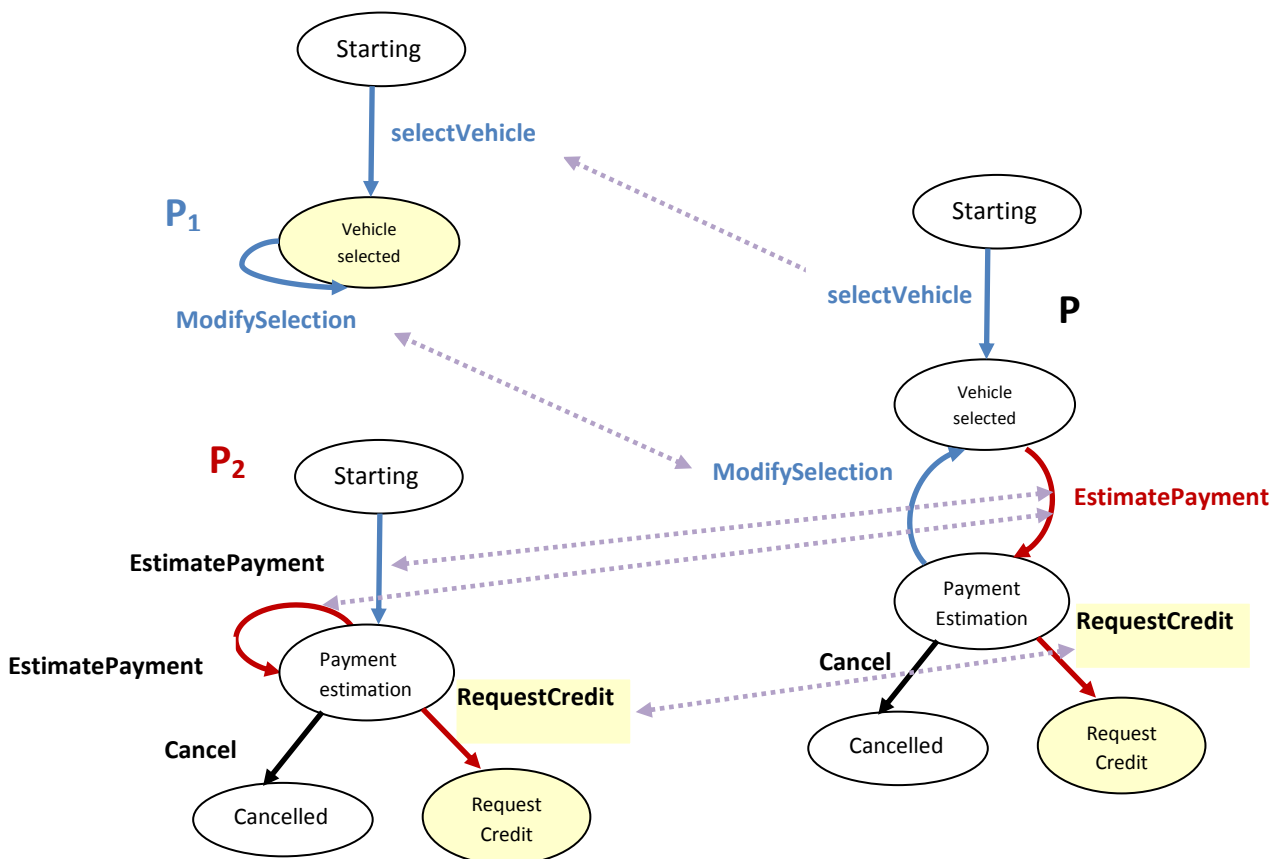 Starting
selectVehicle
P1
Vehicle
selected
ModifySelection
Starting
selectVehicle
P
Vehicle
selected
ModifySelection
EstimatePayment
Payment
Estimation
RequestCredit
Cancel
Cancelled
Request
Credit
P2
Starting
EstimatePayment
EstimatePayment
Payment
estimation
RequestCredit
Cancel
Cancelled
Request
Credit